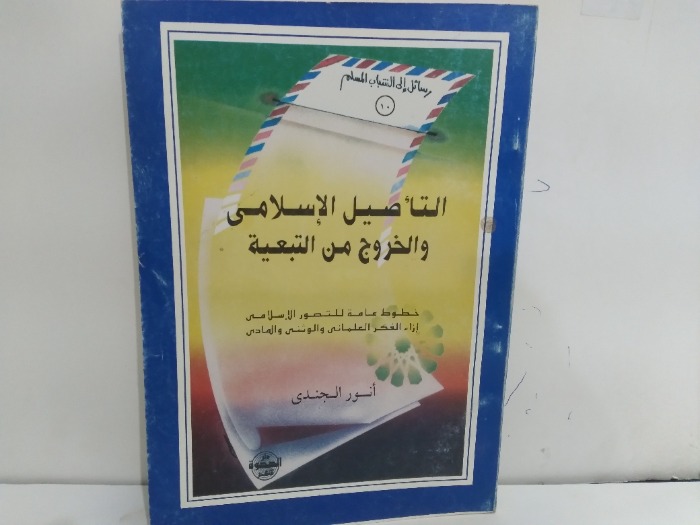 رسائل إلى الشباب المسلم
١٠
التأصيل الإسلامى
والخروج من التبعية
خطوط عامة للتصور الإسلامى
إزاء الفكر العلمانى والوثنى والمادى
أنور الجندى